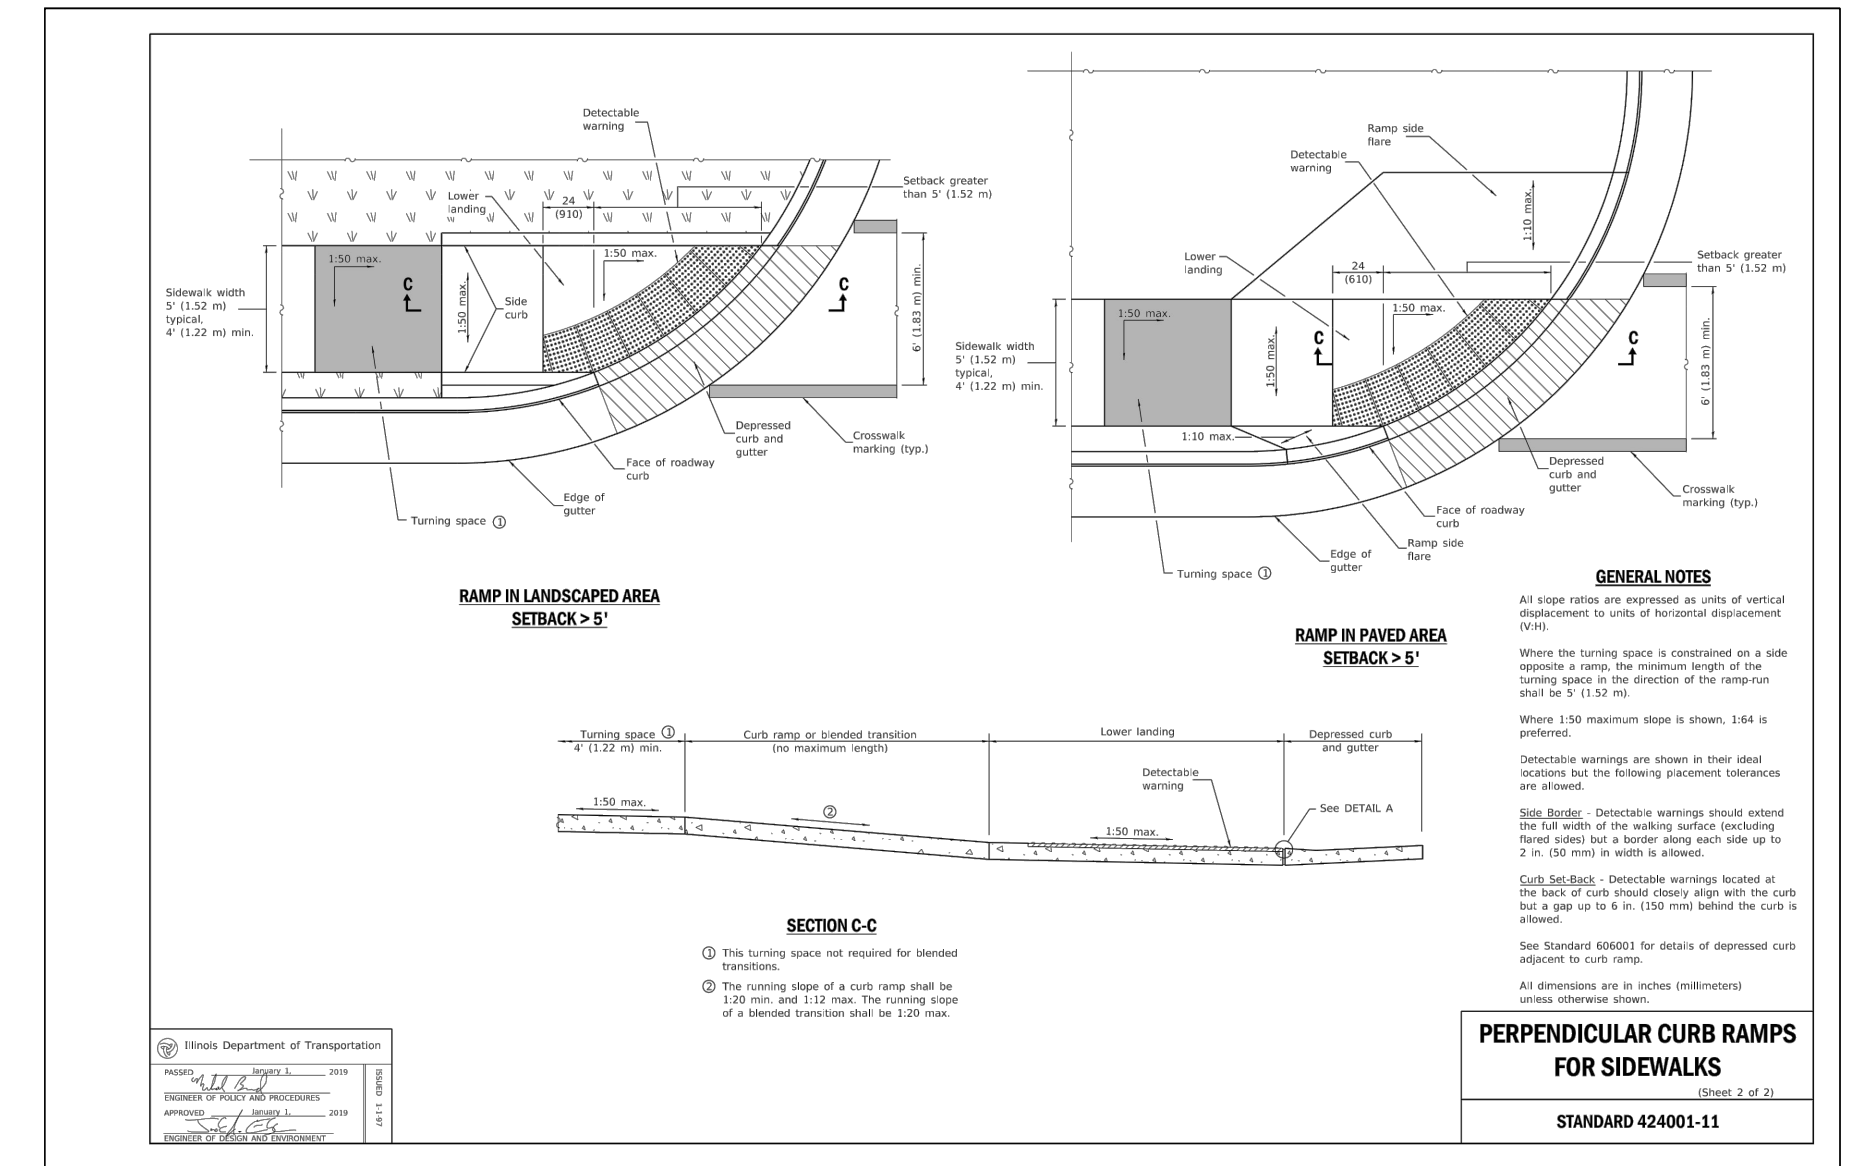 Detectable
warning
Lower
landing
24
(910)
Setback greater
than 5' (1.52 m)
1:50 max.
1:50 max.
1:50 max.
C
C
Side
curb
Sidewalk width
5' (1.52 m)
typical,
4' (1.22 m) min.
6' (1.83 m) min.
Depressed
curb and
gutter
Crosswalk
marking (typ.)
Face of roadway
curb
Edge of
gutter
Turning space ①
RAMP IN LANDSCAPED AREA
SETBACK > 5'
Ramp side
flare
Detectable
warning
1:10 max.
Lower
landing
24
(610)
Setback greater
than 5' (1.52 m)
1:50 max.
1:50 max.
1:50 max.
C
C
Sidewalk width
5' (1.52 m)
typical,
4' (1.22 m) min.
6' (1.83 m) min.
1:10 max.
Depressed
curb and
gutter
Crosswalk
marking (typ.)
Face of roadway
curb
Ramp side
flare
Edge of
gutter
Turning space ①
RAMP IN PAVED AREA
SETBACK > 5'
Turning space ①
4' (1.22 m) min.
Curb ramp or blended transition
(no maximum length)
Lower landing
Depressed curb
and gutter
Detectable
warning
See DETAIL A
1:50 max.
②
1:50 max.
SECTION C-C
① This turning space not required for blended
transitions.
② The running slope of a curb ramp shall be
1:20 min. and 1:12 max. The running slope
of a blended transition shall be 1:20 max.
GENERAL NOTES
All slope ratios are expressed as units of vertical
displacement to units of horizontal displacement
(V:H).
Where the turning space is constrained on a side
opposite a ramp, the minimum length of the
turning space in the direction of the ramp-run
shall be 5' (1.52 m).
Where 1:50 maximum slope is shown, 1:64 is
preferred.
Detectable warnings are shown in their ideal
locations but the following placement tolerances
are allowed.
Side Border - Detectable warnings should extend
the full width of the walking surface (excluding
flared sides) but a border along each side up to
2 in. (50 mm) in width is allowed.
Curb Set-Back - Detectable warnings located at
the back of curb should closely align with the curb
but a gap up to 6 in. (150 mm) behind the curb is
allowed.
See Standard 606001 for details of depressed curb
adjacent to curb ramp.
All dimensions are in inches (millimeters)
unless otherwise shown.
Illinois Department of Transportation
PASSED January 1, 2019
ENGINEER OF POLICY AND PROCEDURES
APPROVED January 1, 2019
ENGINEER OF DESIGN AND ENVIRONMENT
ISSUED 1-1-97
PERPENDICULAR CURB RAMPS
FOR SIDEWALKS
(Sheet 2 of 2)
STANDARD 424001-11